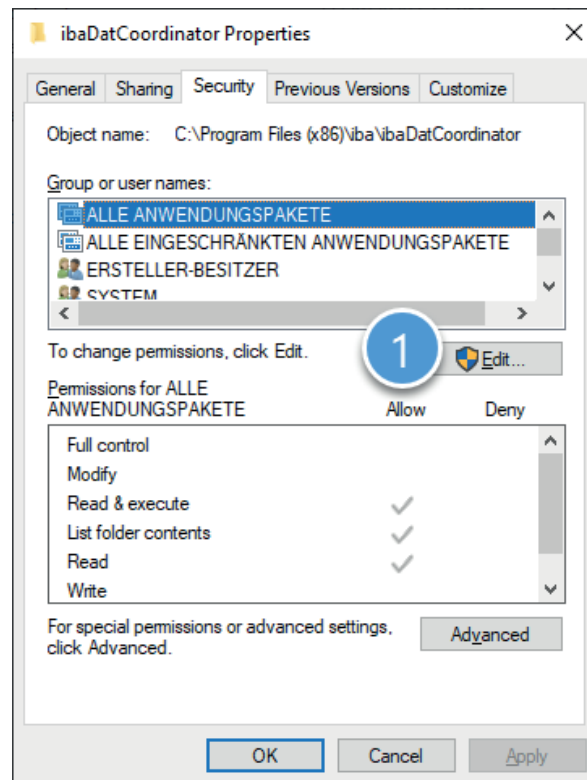 ibaDatCoordinator Properties
General Sharing Security Previous Versions Customize
Object name: C:\Program Files (x86)\iba\ibaDatCoordinator
Group or user names:
ALLE ANWENDUNGSPAKETE
ALLE EINGESCHRÄNKTEN ANWENDUNGSPAKETE
ERSTELLER-BESITZER
SYSTEM
To change permissions, click Edit.
1
Edit...
Permissions for ALLE
ANWENDUNGSPAKETE Allow Deny
Full control
Modify
Read & execute
List folder contents
Read
Write
For special permissions or advanced settings,
click Advanced.
Advanced
OK Cancel Apply